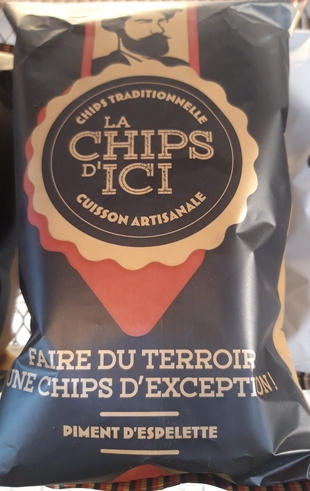 CHIPS TRADITIONNELLE
LA
CHIPS
D'
ICI
CUISSON ARTISANALE
FAIRE DU TERROIR
UNE CHIPS D'EXCEPTION !
PIMENT D'ESPELETTE